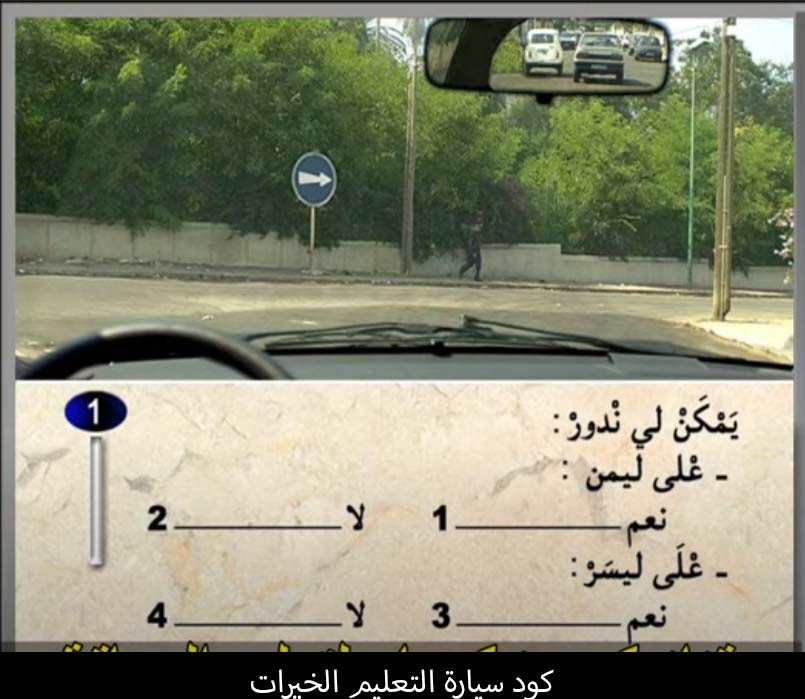 1
يَمْكَنْ لي نْدورْ :
- عْلى ليمن :
نعم 1 لا 2
- عْلَى ليسَرْ :
نعم 3 لا 4
كود سيارة التعليم الخيرات